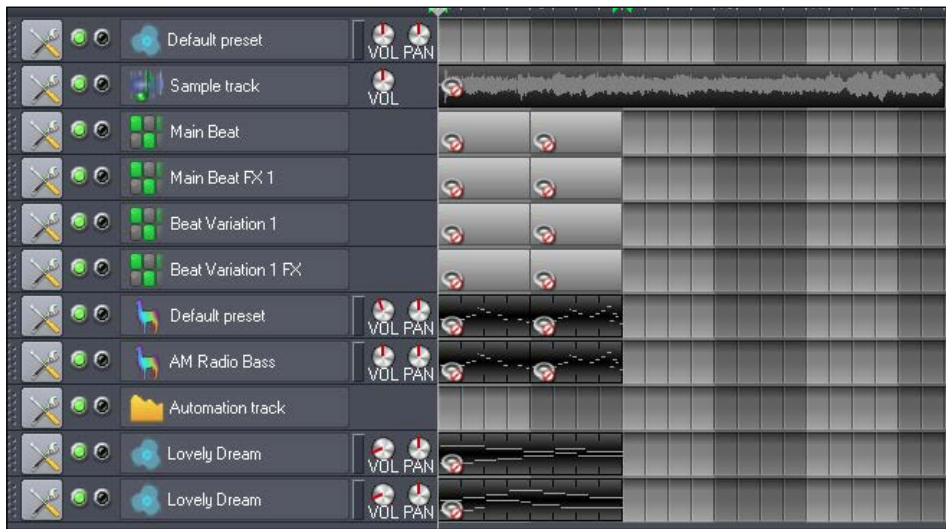 Default preset
VOL PAN
Sample track
VOL
Main Beat
Main Beat FX 1
Beat Variation 1
Beat Variation 1 FX
Default preset
VOL PAN
AM Radio Bass
VOL PAN
Automation track
Lovely Dream
VOL PAN
Lovely Dream
VOL PAN